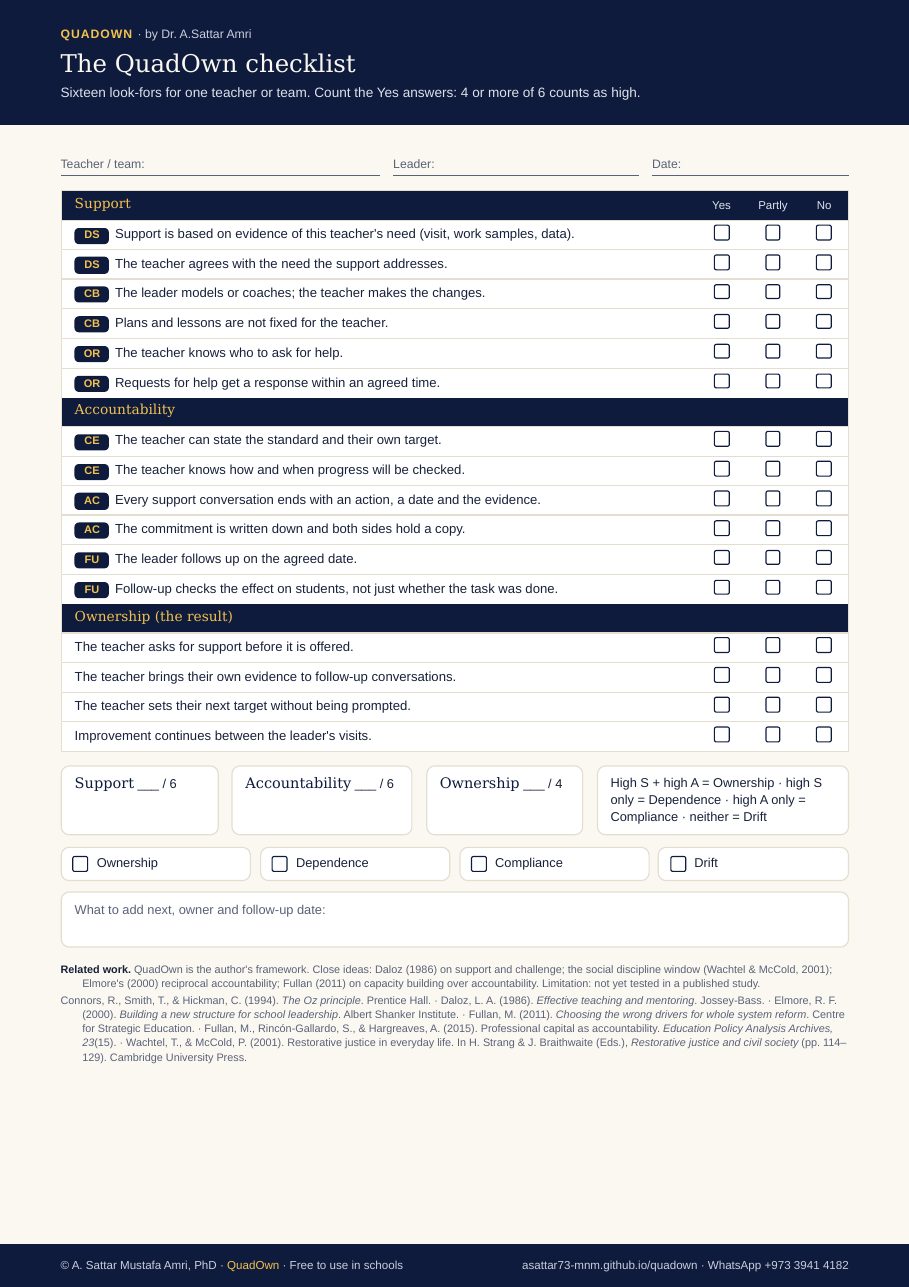 QUADOWN · by Dr. A.Sattar Amri
The QuadOwn checklist
Sixteen look-fors for one teacher or team. Count the Yes answers: 4 or more of 6 counts as high.
Teacher / team: Leader: Date:
Support Yes Partly No
DS Support is based on evidence of this teacher's need (visit, work samples, data).
DS The teacher agrees with the need the support addresses.
CB The leader models or coaches; the teacher makes the changes.
CB Plans and lessons are not fixed for the teacher.
OR The teacher knows who to ask for help.
OR Requests for help get a response within an agreed time.
Accountability
CE The teacher can state the standard and their own target.
CE The teacher knows how and when progress will be checked.
AC Every support conversation ends with an action, a date and the evidence.
AC The commitment is written down and both sides hold a copy.
FU The leader follows up on the agreed date.
FU Follow-up checks the effect on students, not just whether the task was done.
Ownership (the result)
The teacher asks for support before it is offered.
The teacher brings their own evidence to follow-up conversations.
The teacher sets their next target without being prompted.
Improvement continues between the leader's visits.
Support ___ / 6
Accountability ___ / 6
Ownership ___ / 4
High S + high A = Ownership · high S
only = Dependence · high A only =
Compliance · neither = Drift
Ownership Dependence Compliance Drift
What to add next, owner and follow-up date:
Related work. QuadOwn is the author's framework. Close ideas: Daloz (1986) on support and challenge; the social discipline window (Wachtel & McCold, 2001);
Elmore's (2000) reciprocal accountability; Fullan (2011) on capacity building over accountability. Limitation: not yet tested in a published study.
Connors, R., Smith, T., & Hickman, C. (1994). The Oz principle. Prentice Hall. · Daloz, L. A. (1986). Effective teaching and mentoring. Jossey-Bass. · Elmore, R. F.
(2000). Building a new structure for school leadership. Albert Shanker Institute. · Fullan, M. (2011). Choosing the wrong drivers for whole system reform. Centre
for Strategic Education. · Fullan, M., Rincón-Gallardo, S., & Hargreaves, A. (2015). Professional capital as accountability. Education Policy Analysis Archives,
23(15). · Wachtel, T., & McCold, P. (2001). Restorative justice in everyday life. In H. Strang & J. Braithwaite (Eds.), Restorative justice and civil society (pp. 114–
129). Cambridge University Press.
© A. Sattar Mustafa Amri, PhD · QuadOwn · Free to use in schools
asattar73-mnm.github.io/quadown · WhatsApp +973 3941 4182